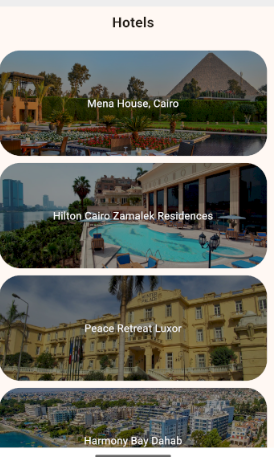 Hotels
Mena House, Cairo
Hilton Cairo Zamalek Residences
Peace Retreat Luxor
Harmony Bay Dahab